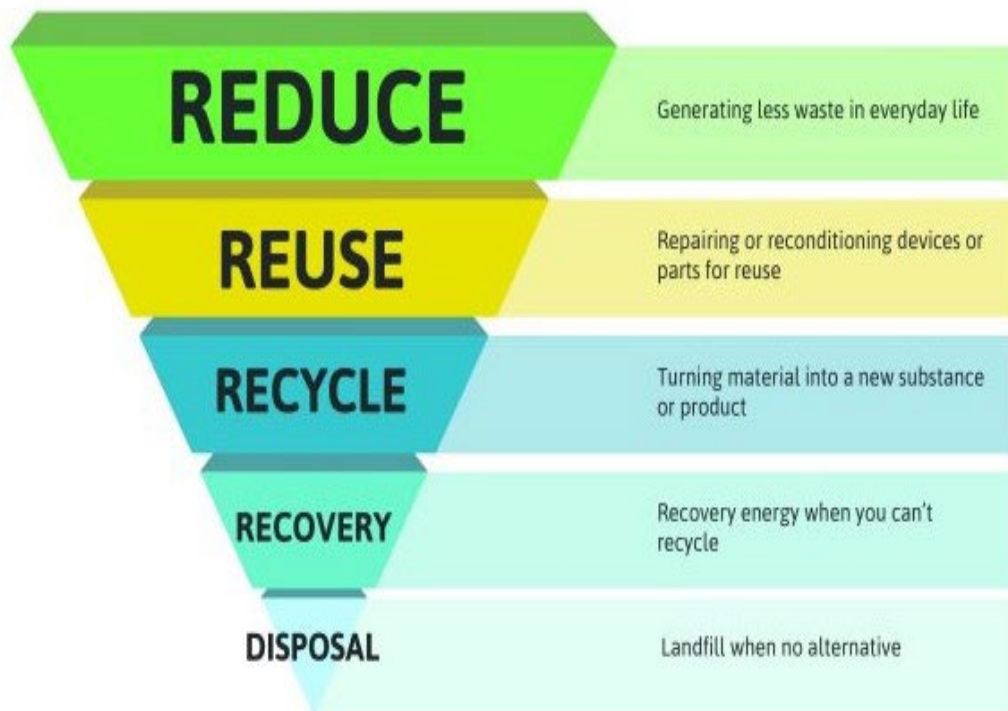 REDUCE
Generating less waste in everyday life
REUSE
Repairing or reconditioning devices or
parts for reuse
RECYCLE
Turning material into a new substance
or product
RECOVERY
Recovery energy when you can't
recycle
DISPOSAL
Landfill when no alternative